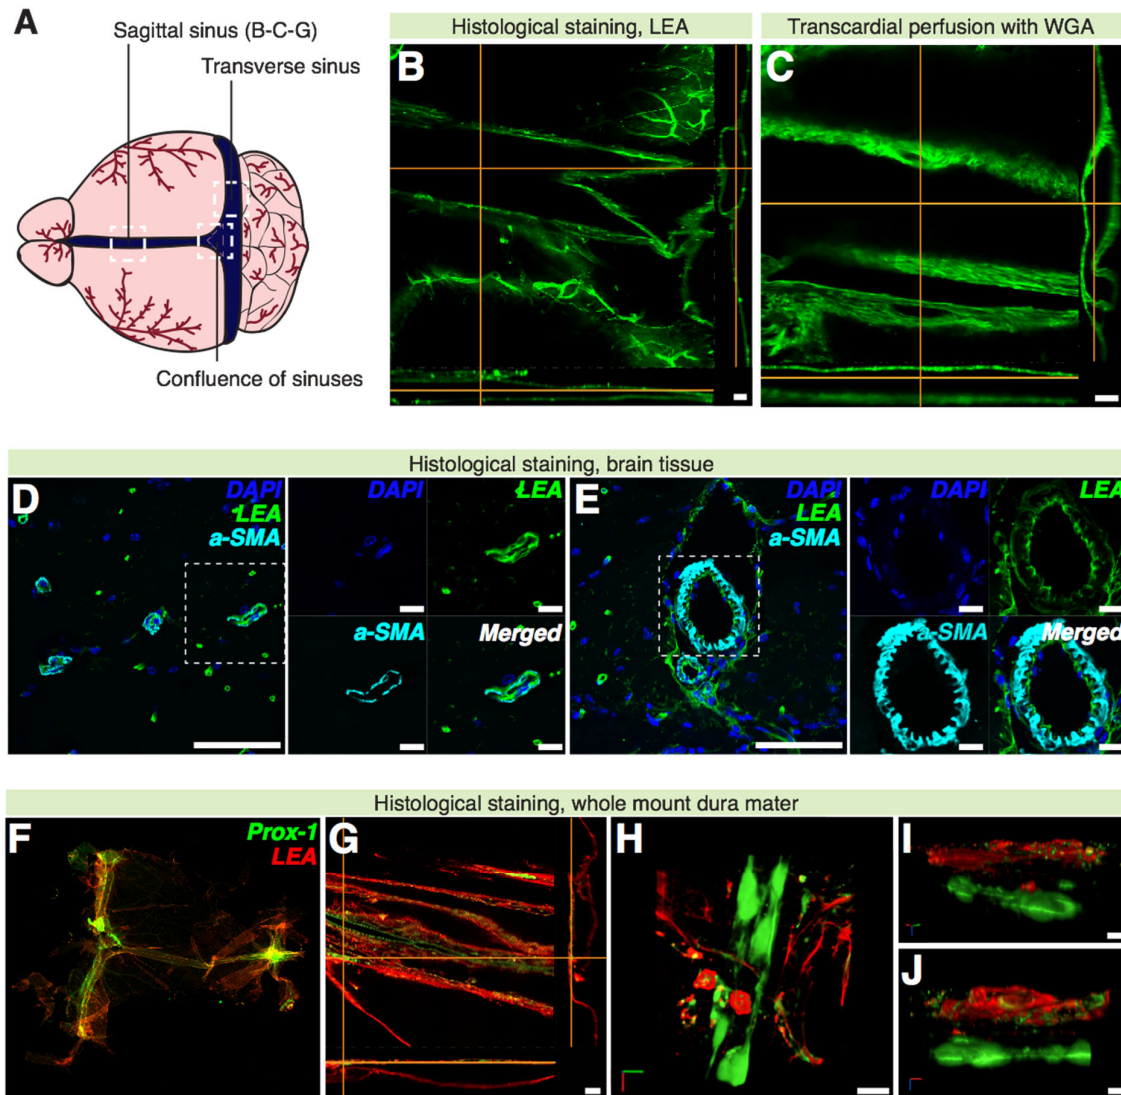 A
Sagittal sinus (B-C-G)
Transverse sinus
Confluence of sinuses
Histological staining, LEA
B
Transcardial perfusion with WGA
C
Histological staining, brain tissue
D
DAPI
LEA
a-SMA
DAPI
LEA
a-SMA
Merged
E
DAPI
LEA
a-SMA
DAPI
LEA
a-SMA
Merged
Histological staining, whole mount dura mater
F
Prox-1
LEA
G
H
I
J